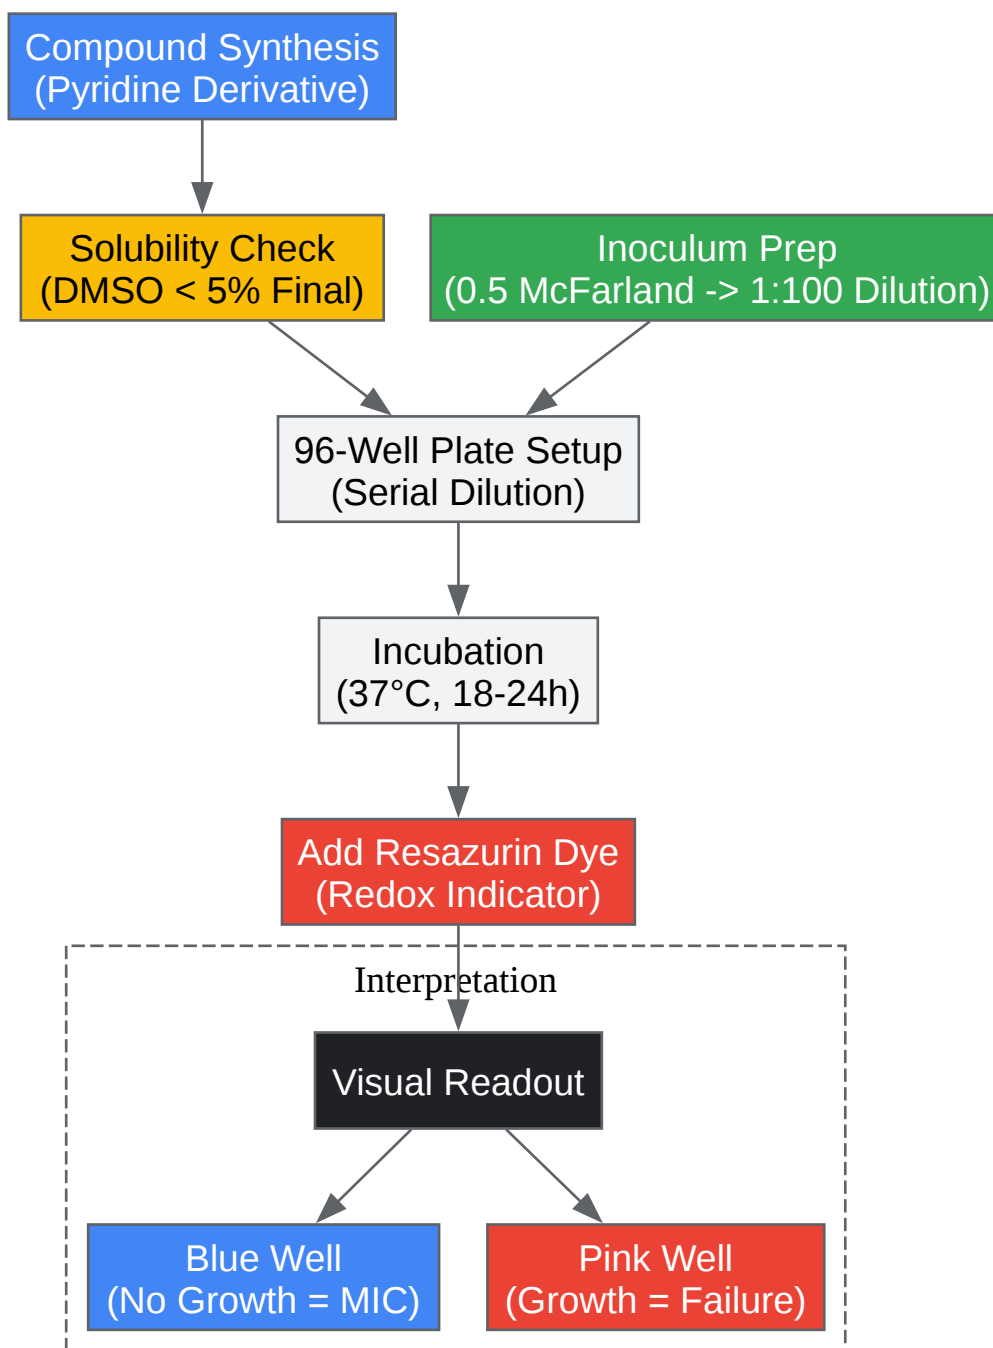 Compound Synthesis
(Pyridine Derivative)
Solubility Check
(DMSO < 5% Final)
Inoculum Prep
(0.5 McFarland -> 1:100 Dilution)
96-Well Plate Setup
(Serial Dilution)
Incubation
(37°C, 18-24h)
Add Resazurin Dye
(Redox Indicator)
Interpretation
Visual Readout
Blue Well
(No Growth = MIC)
Pink Well
(Growth = Failure)